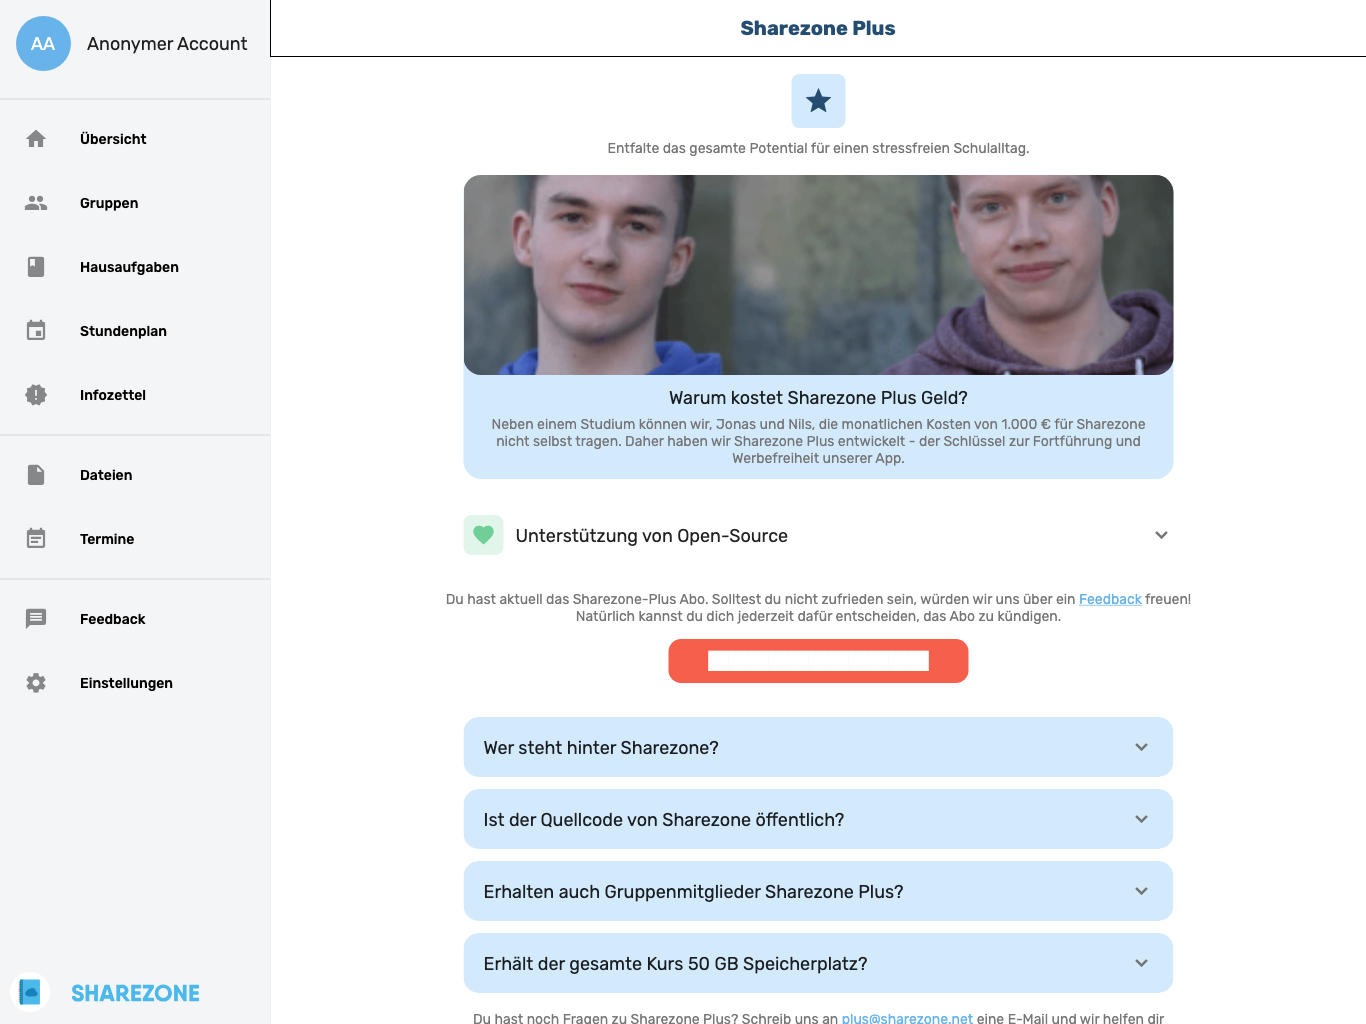 AA
Anonymer Account
Übersicht
Gruppen
Hausaufgaben
Stundenplan
Infozettel
Dateien
Termine
Feedback
Einstellungen
SHAREZONE
Sharezone Plus
Entfalte das gesamte Potential für einen stressfreien Schulalltag.
Warum kostet Sharezone Plus Geld?
Neben einem Studium können wir, Jonas und Nils, die monatlichen Kosten von 1.000 € für Sharezone
nicht selbst tragen. Daher haben wir Sharezone Plus entwickelt - der Schlüssel zur Fortführung und
Werbefreiheit unserer App.
Unterstützung von Open-Source
Du hast aktuell das Sharezone-Plus Abo. Solltest du nicht zufrieden sein, würden wir uns über ein Feedback freuen!
Natürlich kannst du dich jederzeit dafür entscheiden, das Abo zu kündigen.
Wer steht hinter Sharezone?
Ist der Quellcode von Sharezone öffentlich?
Erhalten auch Gruppenmitglieder Sharezone Plus?
Erhält der gesamte Kurs 50 GB Speicherplatz?
Du hast noch Fragen zu Sharezone Plus? Schreib uns an plus@sharezone.net eine E-Mail und wir helfen dir